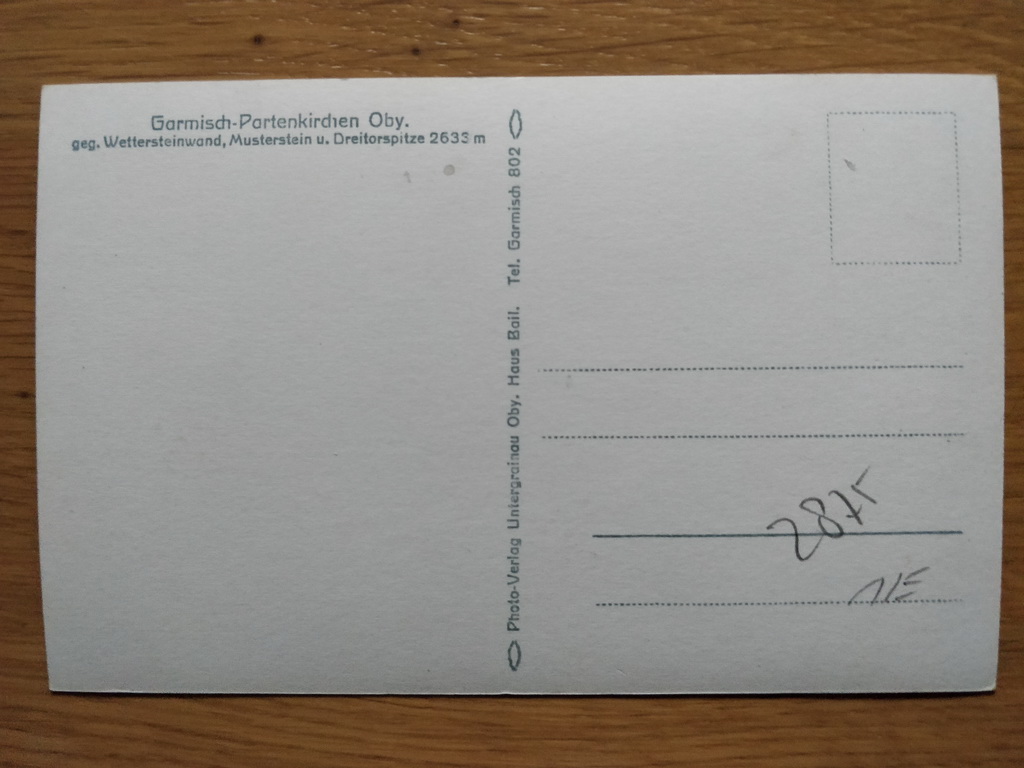 Garmisch-Partenkirchen Oby.
geg. Wettersteinwand, Musterstein u. Dreitorspitze 2633 m
Photo-Verlag Untergrainau Oby. Haus Bail. Tel. Garmisch 802
2875